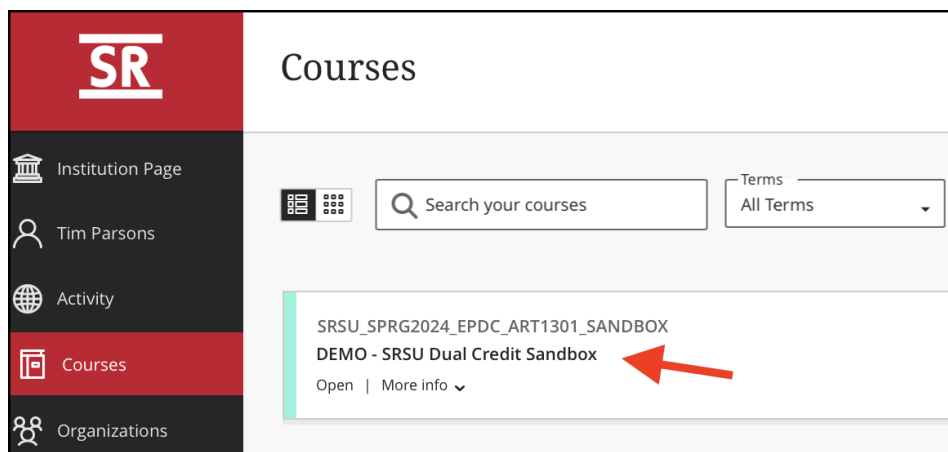 SR
Courses
Institution Page
Tim Parsons
Activity
Courses
Organizations
Search your courses
Terms
All Terms
SRSU_SPRG2024_EPDC_ART1301_SANDBOX
DEMO - SRSU Dual Credit Sandbox
Open | More info